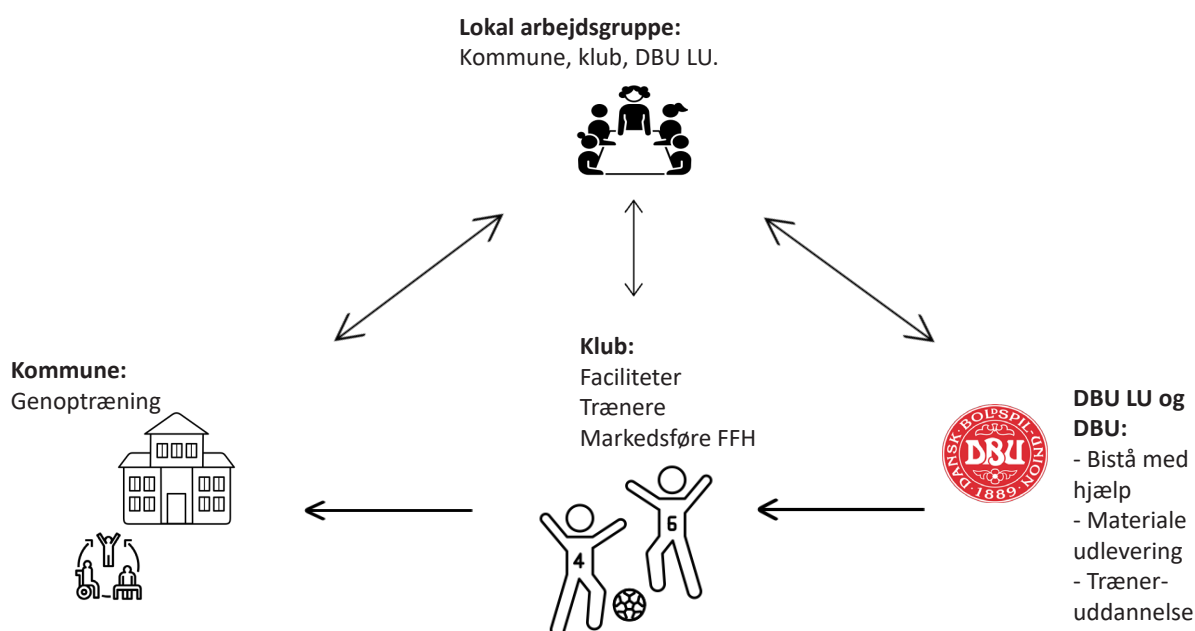 Lokal arbejdsgruppe:
Kommune, klub, DBU LU.
Kommune:
Genoptræning
Klub:
Faciliteter
Trænere
Markedsføre FFH
4
6
DANSK·BOLDSPIL·UNION
DBU
·1889·
DBU LU og
DBU:
- Bistå med
hjælp
- Materiale
udlevering
- Træner-
uddannelse